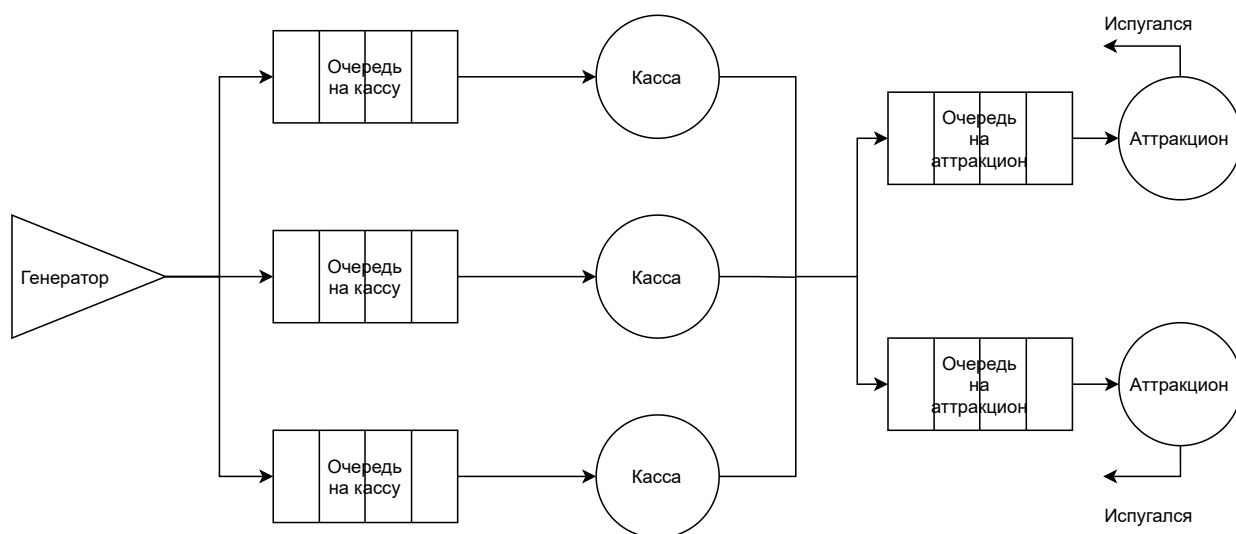 Испугался
Очередь
на кассу
Касса
Очередь
на
аттракцион
Аттракцион
Генератор
Очередь
на кассу
Касса
Очередь
на
аттракцион
Аттракцион
Очередь
на кассу
Касса
Испугался